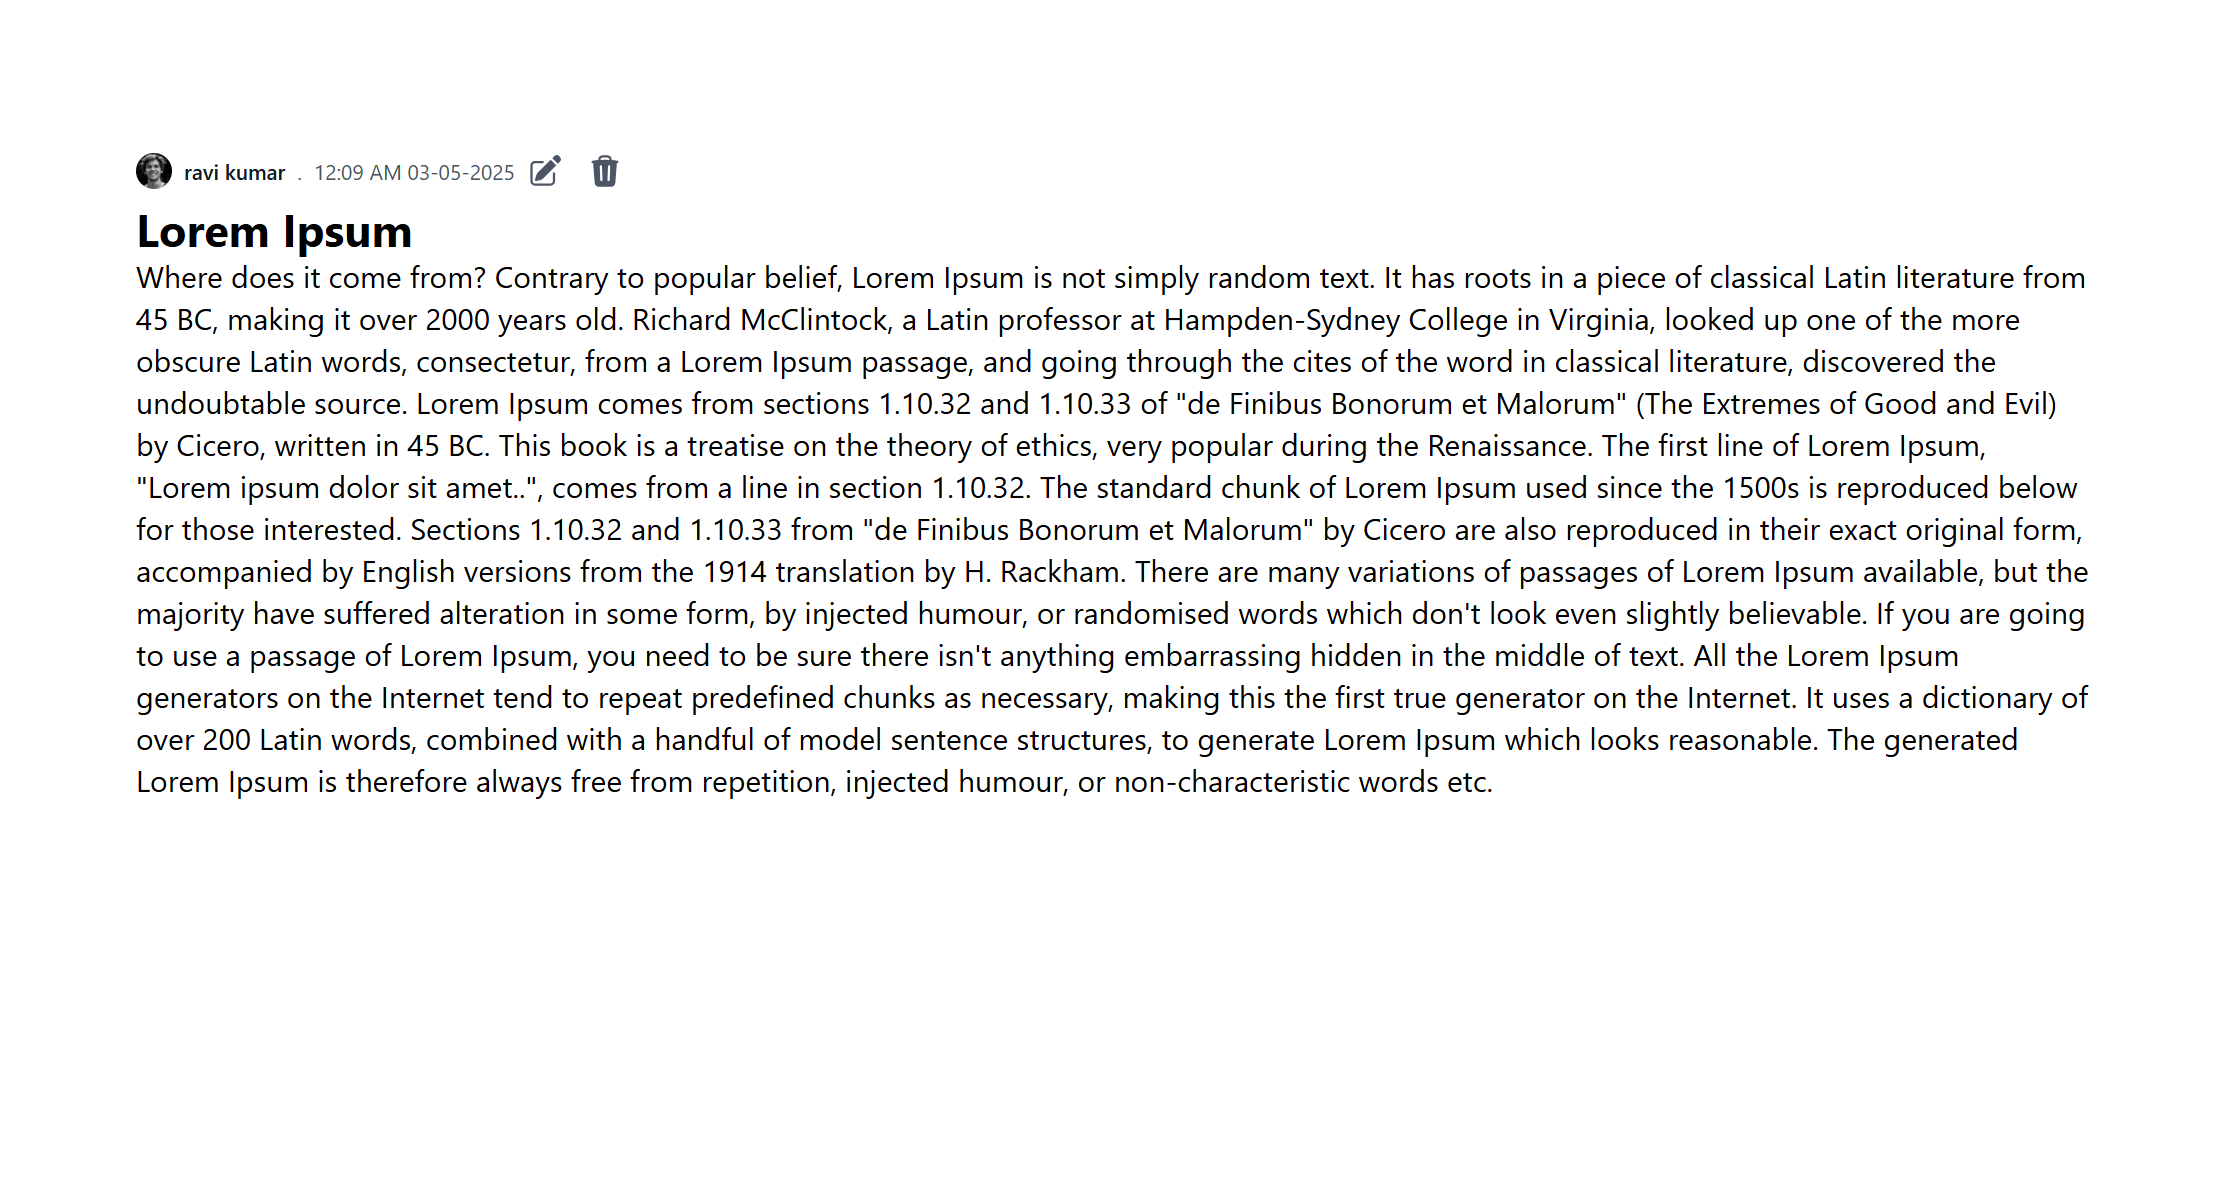 ravi kumar . 12:09 AM 03-05-2025
Lorem Ipsum
Where does it come from? Contrary to popular belief, Lorem Ipsum is not simply random text. It has roots in a piece of classical Latin literature from
45 BC, making it over 2000 years old. Richard McClintock, a Latin professor at Hampden-Sydney College in Virginia, looked up one of the more
obscure Latin words, consectetur, from a Lorem Ipsum passage, and going through the cites of the word in classical literature, discovered the
undoubtable source. Lorem Ipsum comes from sections 1.10.32 and 1.10.33 of "de Finibus Bonorum et Malorum" (The Extremes of Good and Evil)
by Cicero, written in 45 BC. This book is a treatise on the theory of ethics, very popular during the Renaissance. The first line of Lorem Ipsum,
"Lorem ipsum dolor sit amet..", comes from a line in section 1.10.32. The standard chunk of Lorem Ipsum used since the 1500s is reproduced below
for those interested. Sections 1.10.32 and 1.10.33 from "de Finibus Bonorum et Malorum" by Cicero are also reproduced in their exact original form,
accompanied by English versions from the 1914 translation by H. Rackham. There are many variations of passages of Lorem Ipsum available, but the
majority have suffered alteration in some form, by injected humour, or randomised words which don't look even slightly believable. If you are going
to use a passage of Lorem Ipsum, you need to be sure there isn't anything embarrassing hidden in the middle of text. All the Lorem Ipsum
generators on the Internet tend to repeat predefined chunks as necessary, making this the first true generator on the Internet. It uses a dictionary of
over 200 Latin words, combined with a handful of model sentence structures, to generate Lorem Ipsum which looks reasonable. The generated
Lorem Ipsum is therefore always free from repetition, injected humour, or non-characteristic words etc.